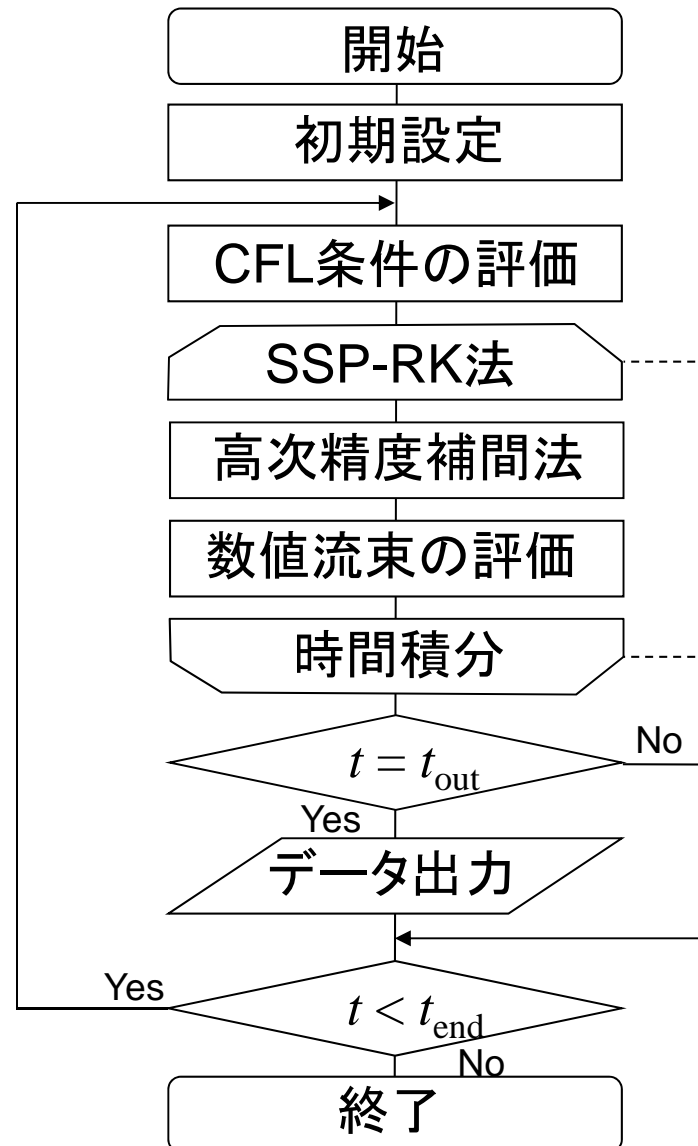 開始
初期設定
CFL条件の評価
SSP-RK法
高次精度補間法
数値流束の評価
時間積分
t = t_out
No
Yes
データ出力
Yes
t < t_end
No
終了